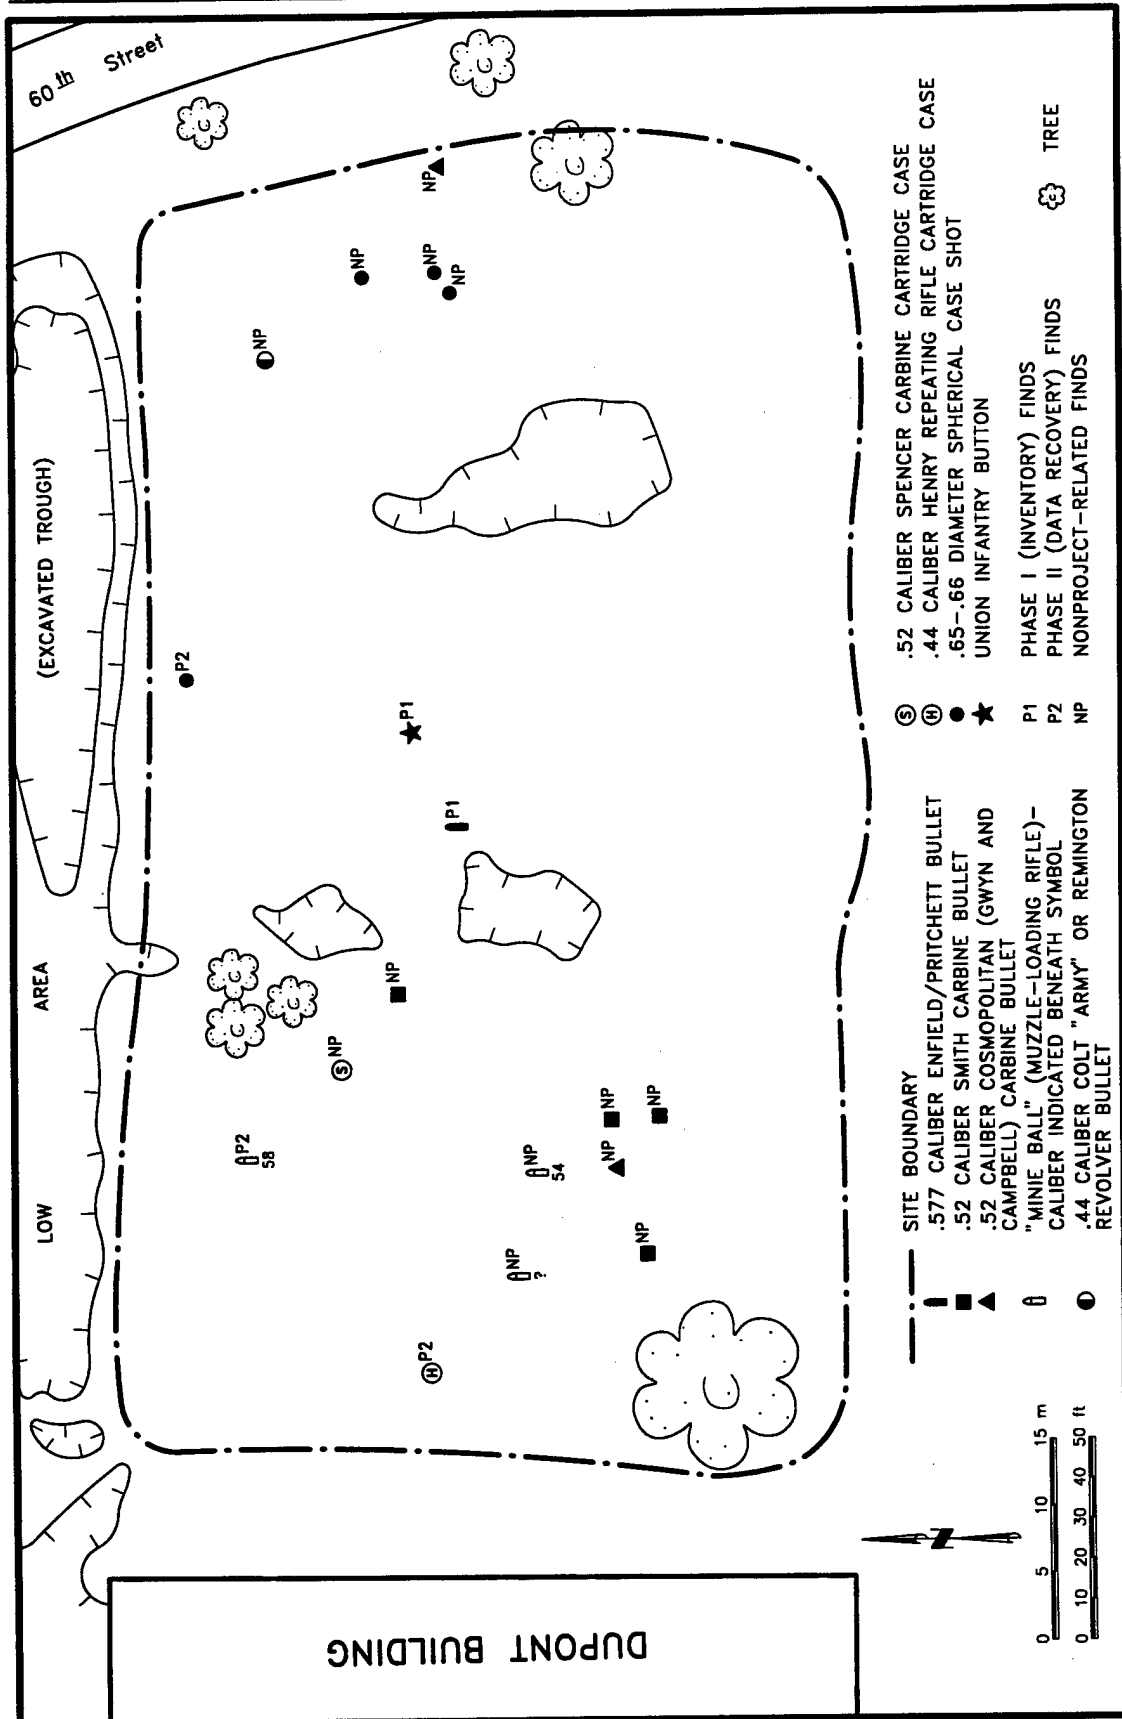 60th Street
(EXCAVATED TROUGH)
AREA
LOW
NP
NP
NP
NP
NP
P2
P1
P1
NP
NP
P2
58
NP
NP
NP
NP
54
NP
NP
?
P2
S
H
DUPONT BUILDING
SITE BOUNDARY
.577 CALIBER ENFIELD/PRITCHETT BULLET
.52 CALIBER SMITH CARBINE BULLET
.52 CALIBER COSMOPOLITAN (GWYN AND
CAMPBELL) CARBINE BULLET
"MINIE BALL" (MUZZLE-LOADING RIFLE)-
CALIBER INDICATED BENEATH SYMBOL
.44 CALIBER COLT "ARMY" OR REMINGTON
REVOLVER BULLET
S .52 CALIBER SPENCER CARBINE CARTRIDGE CASE
H .44 CALIBER HENRY REPEATING RIFLE CARTRIDGE CASE
.65-.66 DIAMETER SPHERICAL CASE SHOT
UNION INFANTRY BUTTON
P1 PHASE I (INVENTORY) FINDS
P2 PHASE II (DATA RECOVERY) FINDS
NP NONPROJECT-RELATED FINDS
TREE
N
0 5 10 15 m
0 10 20 30 40 50 ft